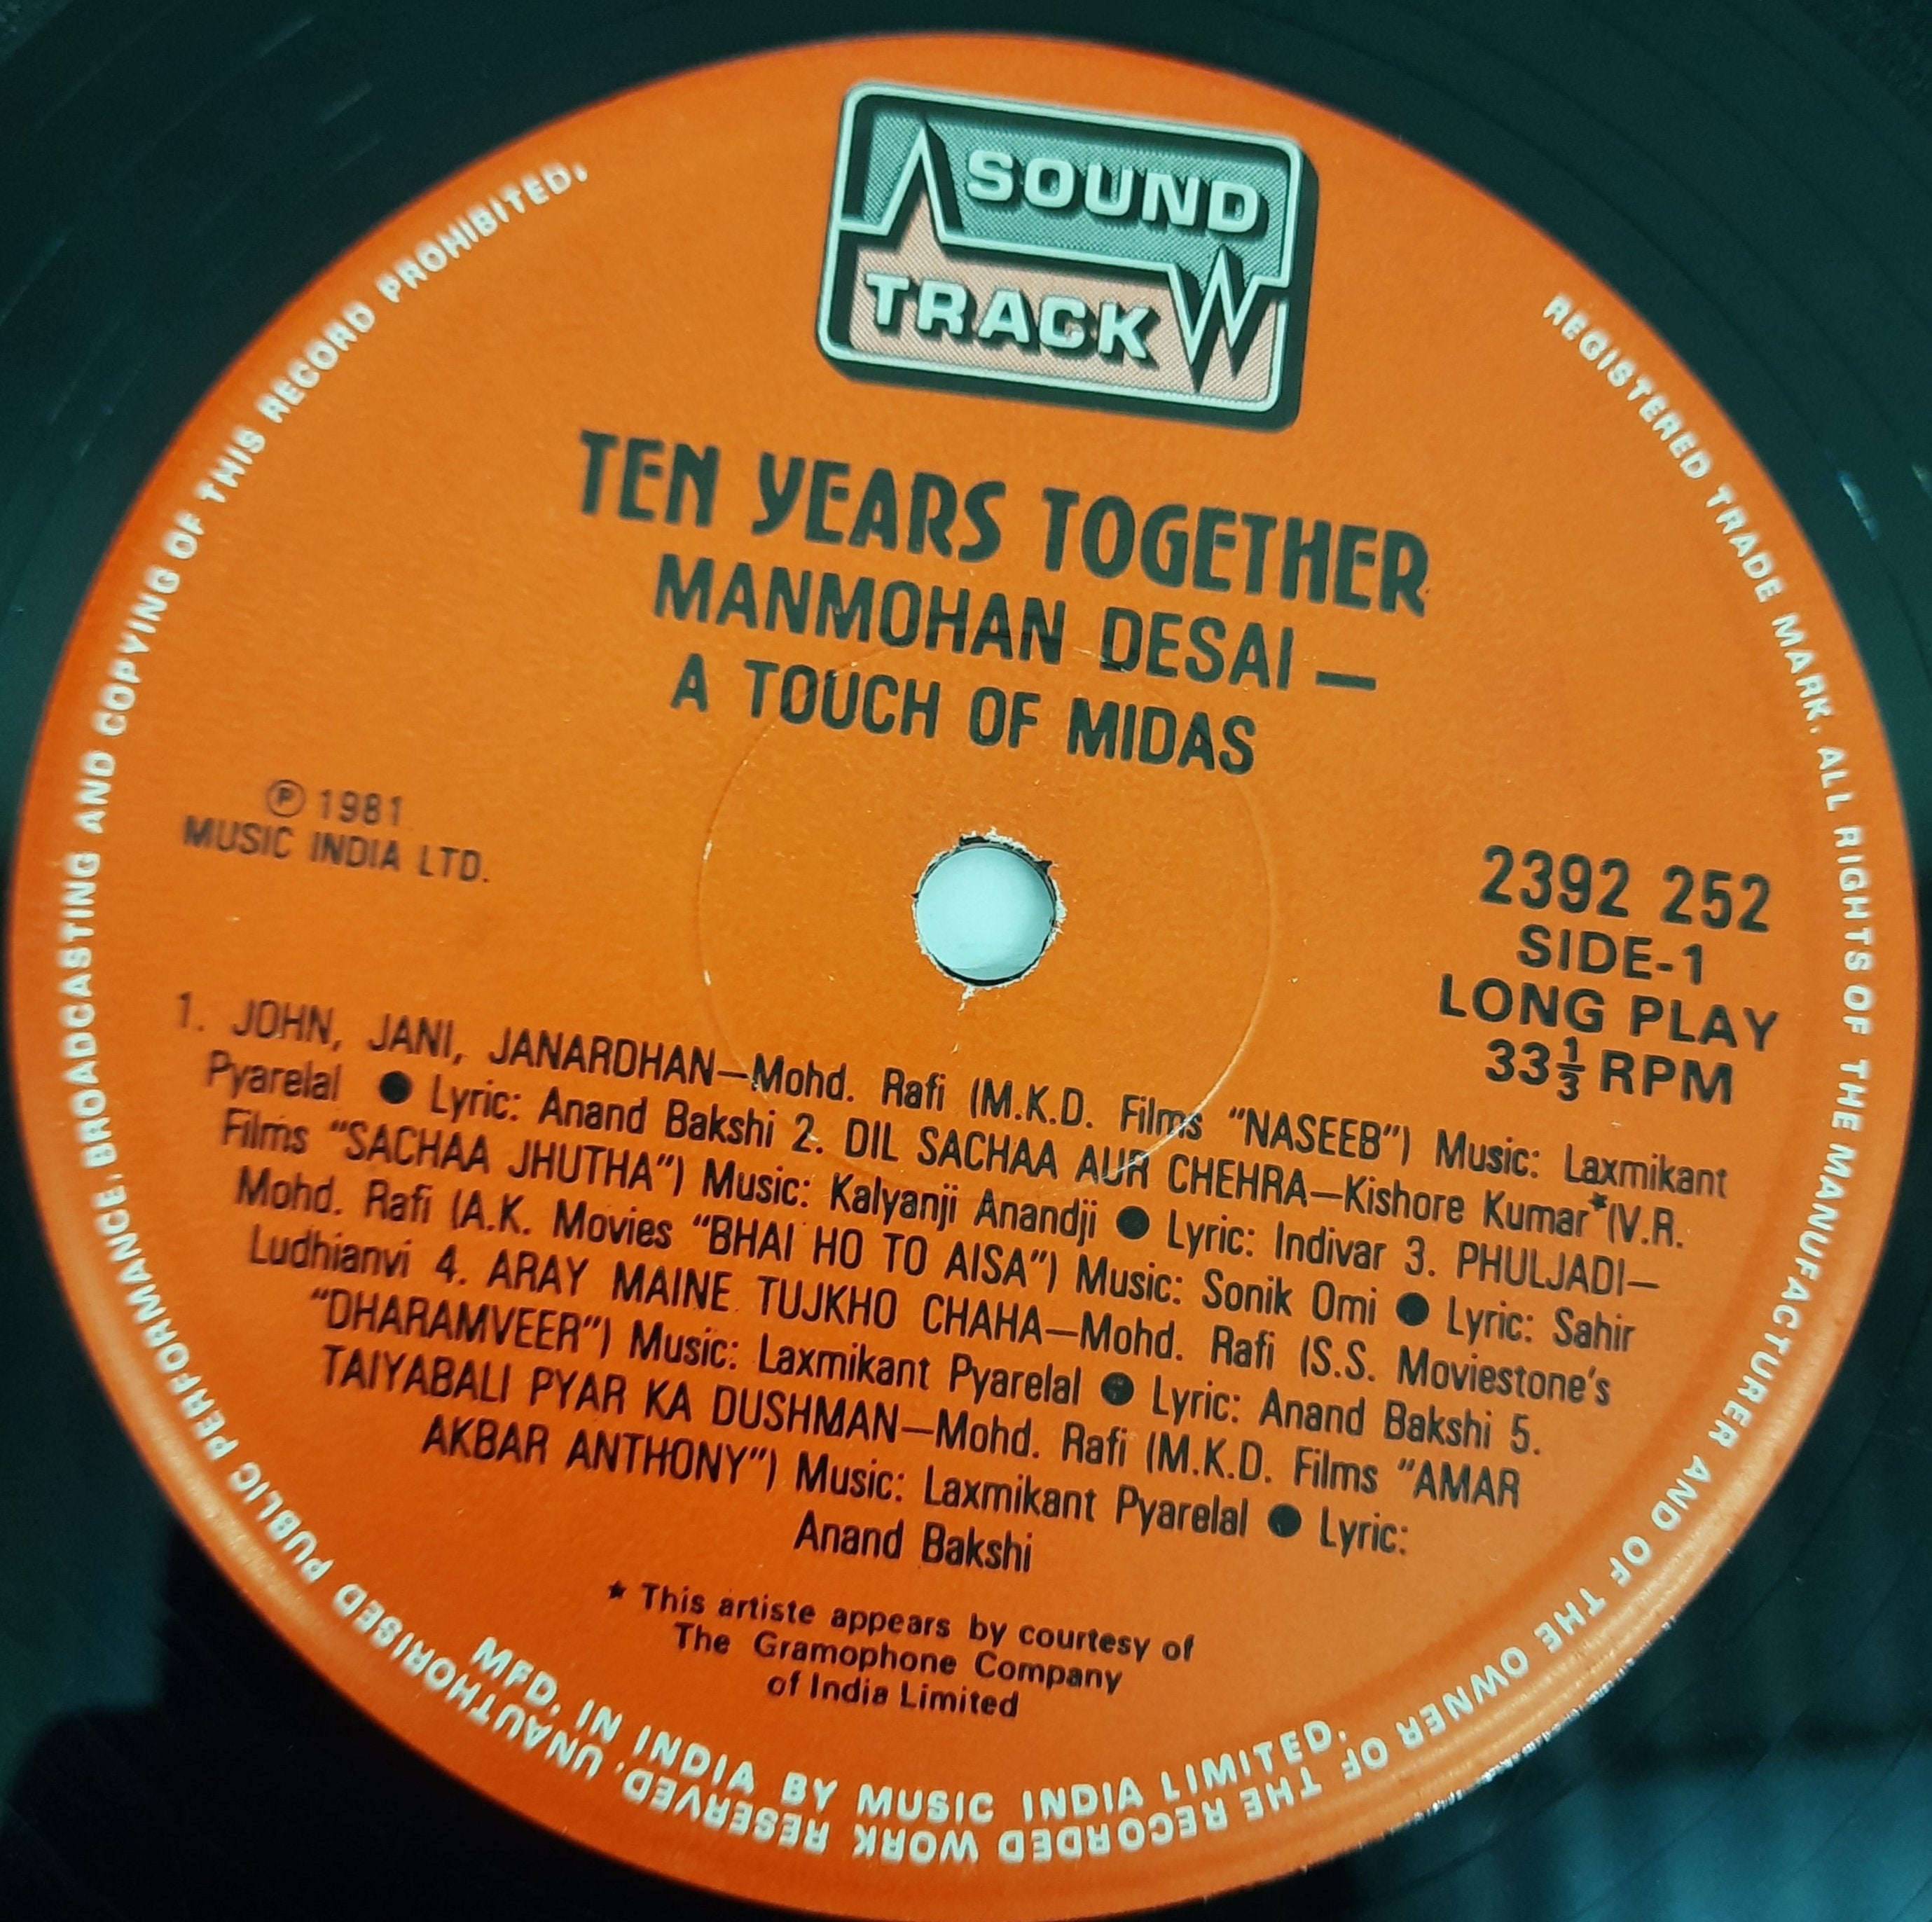 SOUND
TRACK
TEN YEARS TOGETHER
MANMOHAN DESAI —
A TOUCH OF MIDAS
Ⓟ 1981
MUSIC INDIA LTD.
2392 252
SIDE-1
LONG PLAY
33⅓ RPM
1. JOHN, JANI, JANARDHAN—Mohd. Rafi (M.K.D. Films “NASEEB”) Music: Laxmikant
Pyarelal ● Lyric: Anand Bakshi 2. DIL SACHAA AUR CHEHRA—Kishore Kumar*(V.R.
Films “SACHAA JHUTHA”) Music: Kalyanji Anandji ● Lyric: Indivar 3. PHULJADI—
Mohd. Rafi (A.K. Movies “BHAI HO TO AISA”) Music: Sonik Omi ● Lyric: Sahir
Ludhianvi 4. ARAY MAINE TUJKHO CHAHA—Mohd. Rafi (S.S. Moviestone’s
“DHARAMVEER”) Music: Laxmikant Pyarelal ● Lyric: Anand Bakshi 5.
TAIYABALI PYAR KA DUSHMAN—Mohd. Rafi (M.K.D. Films “AMAR
AKBAR ANTHONY”) Music: Laxmikant Pyarelal ● Lyric:
Anand Bakshi
* This artiste appears by courtesy of
The Gramophone Company
of India Limited
MFD. IN INDIA BY MUSIC INDIA LIMITED.
REGISTERED TRADE MARK. ALL RIGHTS OF THE MANUFACTURER AND OF THE OWNER OF THE RECORDED WORK RESERVED. UNAUTHORISED PUBLIC PERFORMANCE. BROADCASTING AND COPYING OF THIS RECORD PROHIBITED.